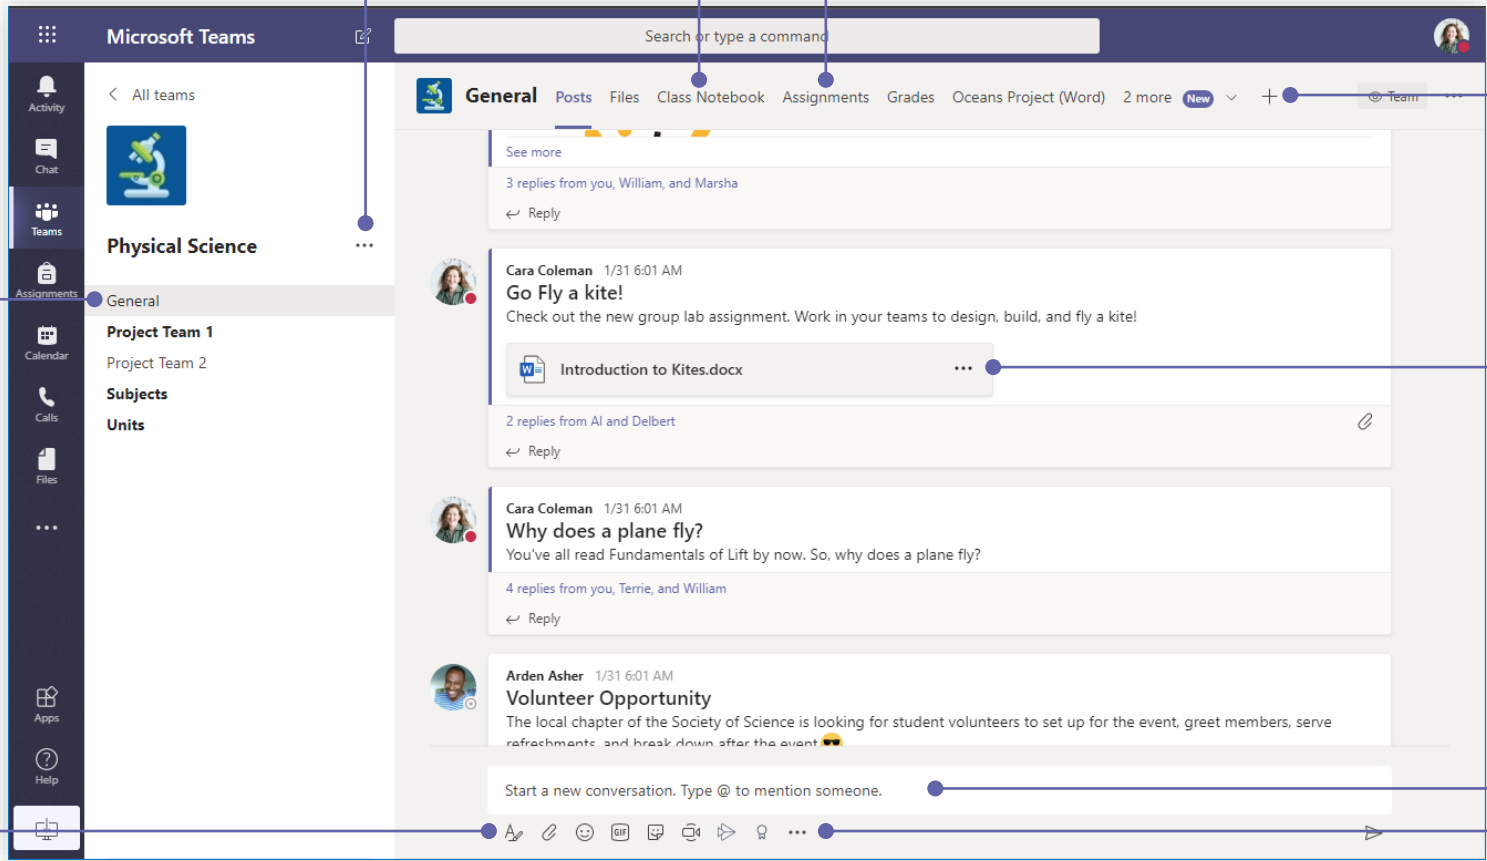 Microsoft Teams
Search or type a command
Activity
Chat
Teams
Assignments
Calendar
Calls
Files
Apps
Help
All teams
Physical Science
General
Project Team 1
Project Team 2
Subjects
Units
General Posts Files Class Notebook Assignments Grades Oceans Project (Word) 2 more New Team
See more
3 replies from you, William, and Marsha
Reply
Cara Coleman 1/31 6:01 AM
Go Fly a kite!
Check out the new group lab assignment. Work in your teams to design, build, and fly a kite!
W Introduction to Kites.docx
2 replies from Al and Delbert
Reply
Cara Coleman 1/31 6:01 AM
Why does a plane fly?
You've all read Fundamentals of Lift by now. So, why does a plane fly?
4 replies from you, Terrie, and William
Reply
Arden Asher 1/31 6:01 AM
Volunteer Opportunity
The local chapter of the Society of Science is looking for student volunteers to set up for the event, greet members, serve
refreshments, and break down after the event
Start a new conversation. Type @ to mention someone.
GIF